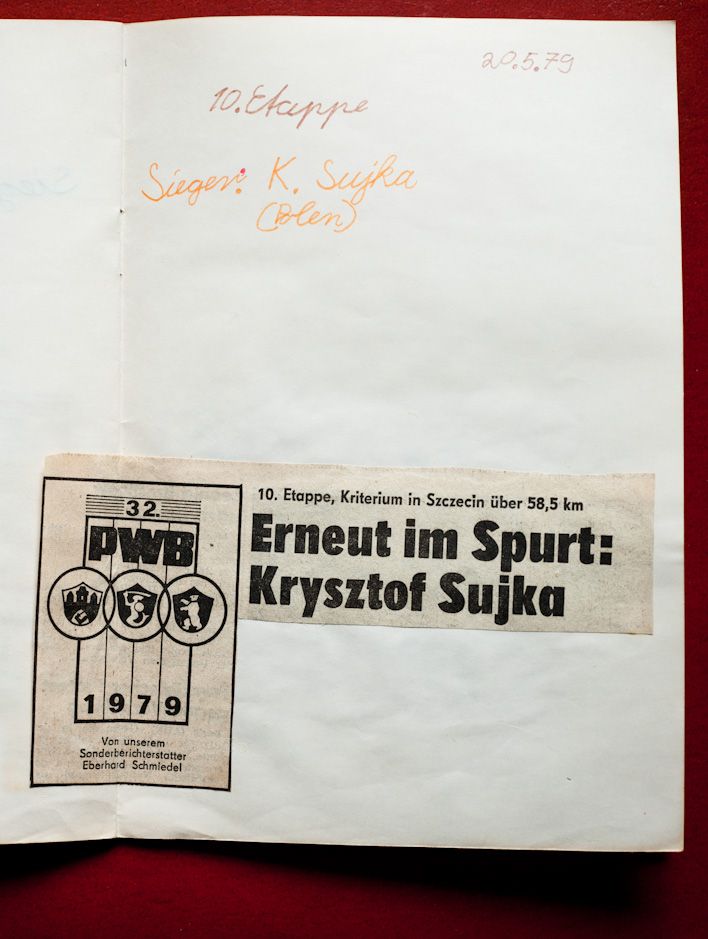 20.5.79
10. Etappe
Sieger: K. Sujka
(Polen)
32.
PWB
1979
Von unserem
Sonderberichterstatter
Eberhard Schmiedel
10. Etappe, Kriterium in Szczecin über 58,5 km
Erneut im Spurt:
Krysztof Sujka